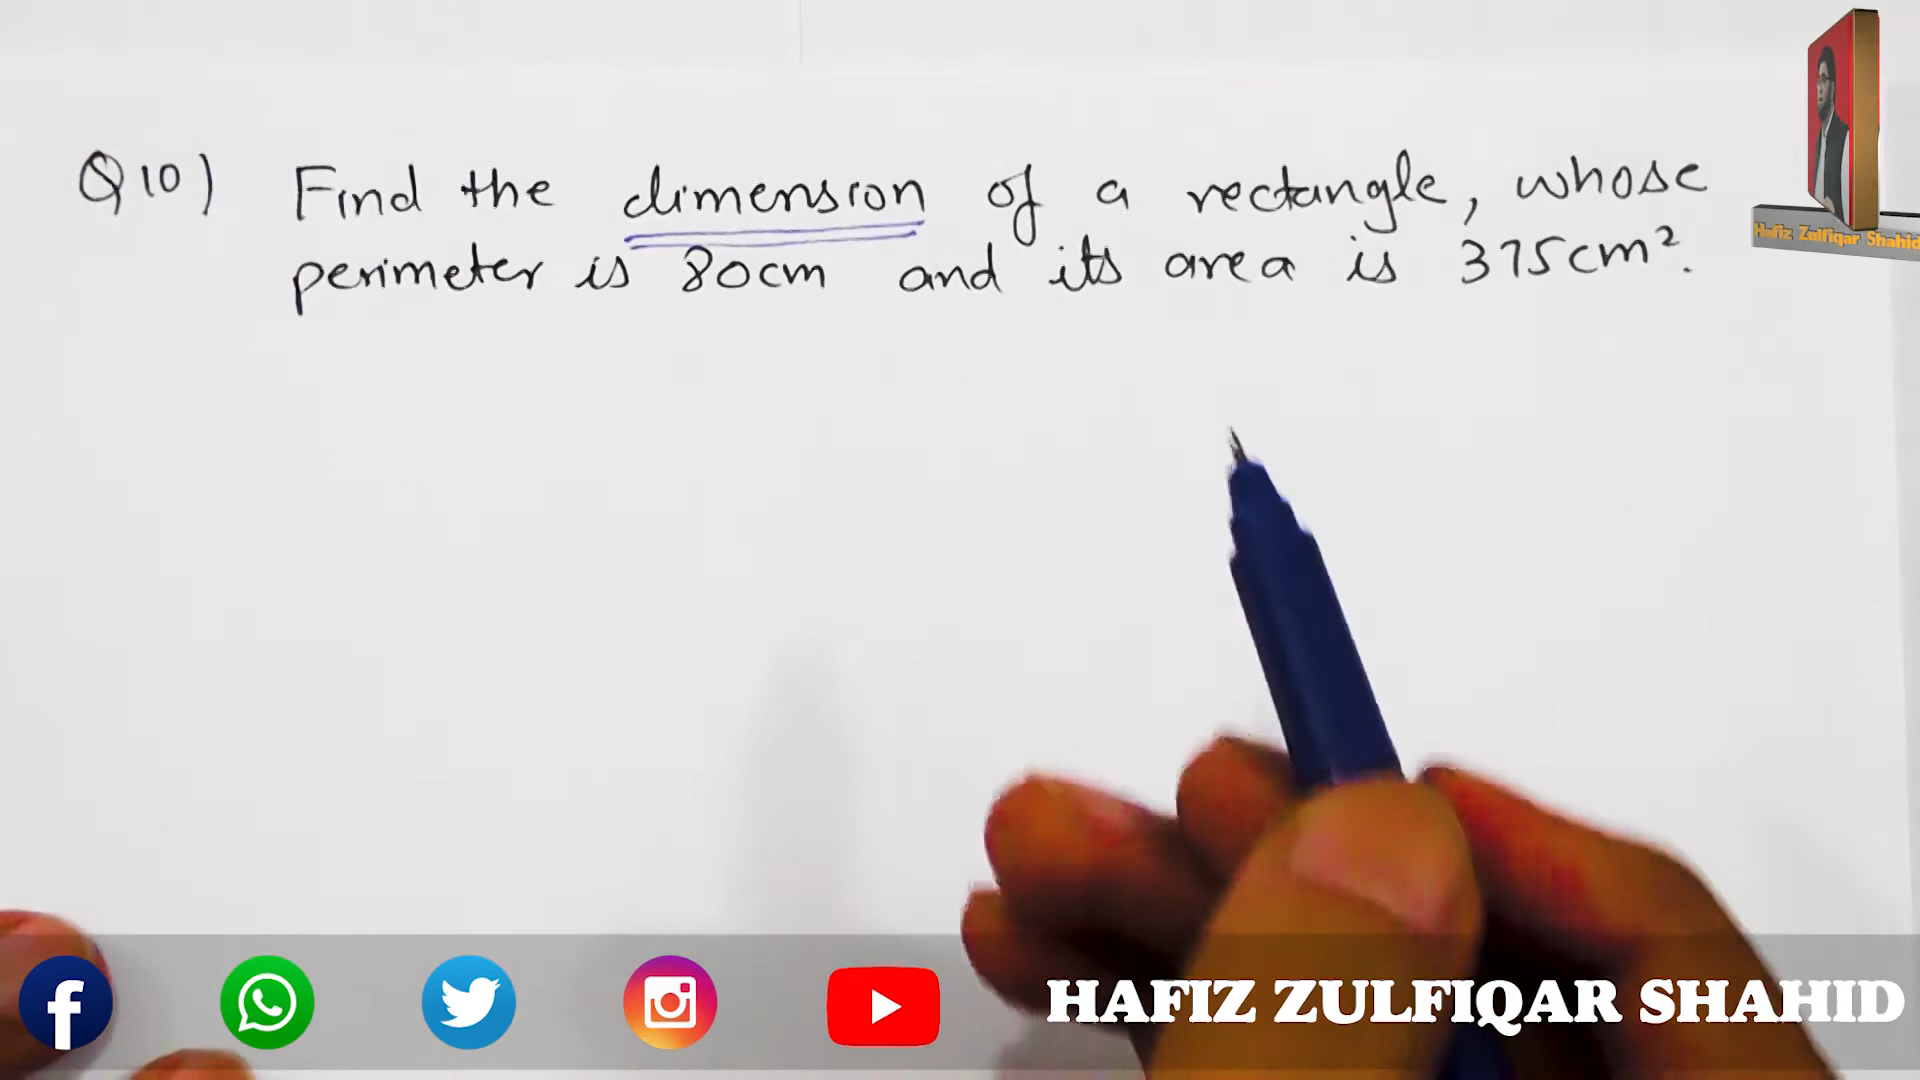 Q10) Find the dimension of a rectangle, whose
perimeter is 80cm and its area is 375cm².
Hafiz Zulfiqar Shahid
HAFIZ ZULFIQAR SHAHID